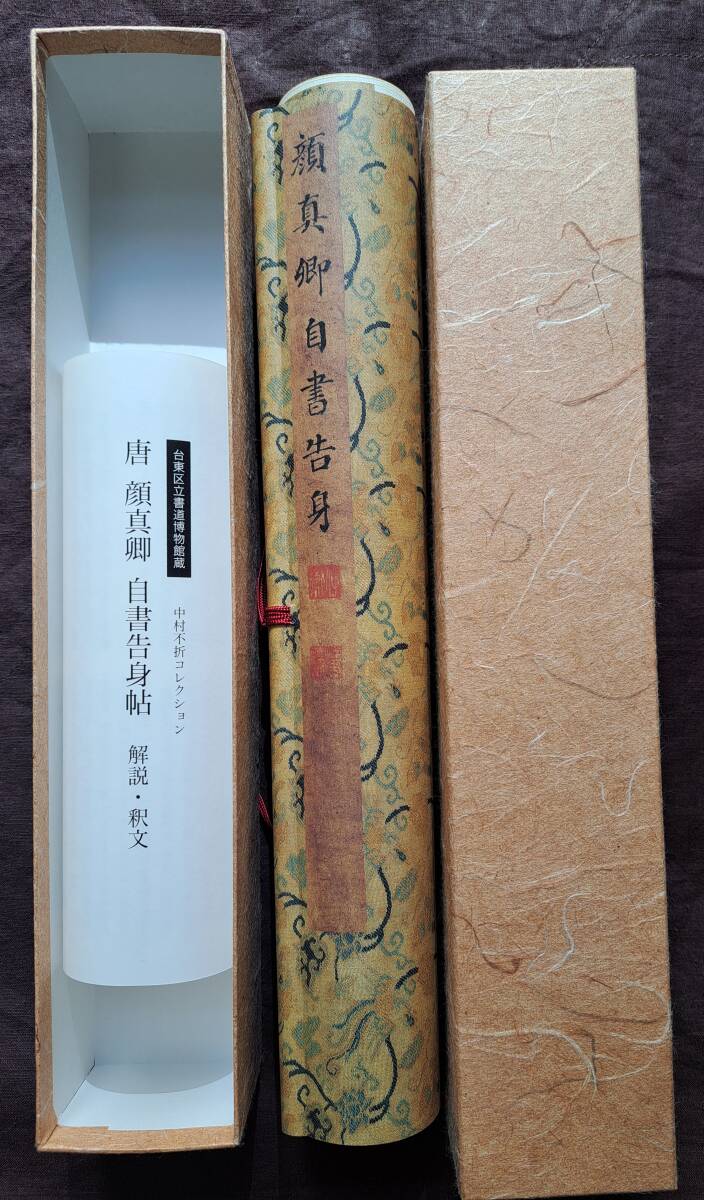 台東区立書道博物館蔵
中村不折コレクション
唐 顔真卿 自書告身帖 解説・釈文
顔真卿自書告身